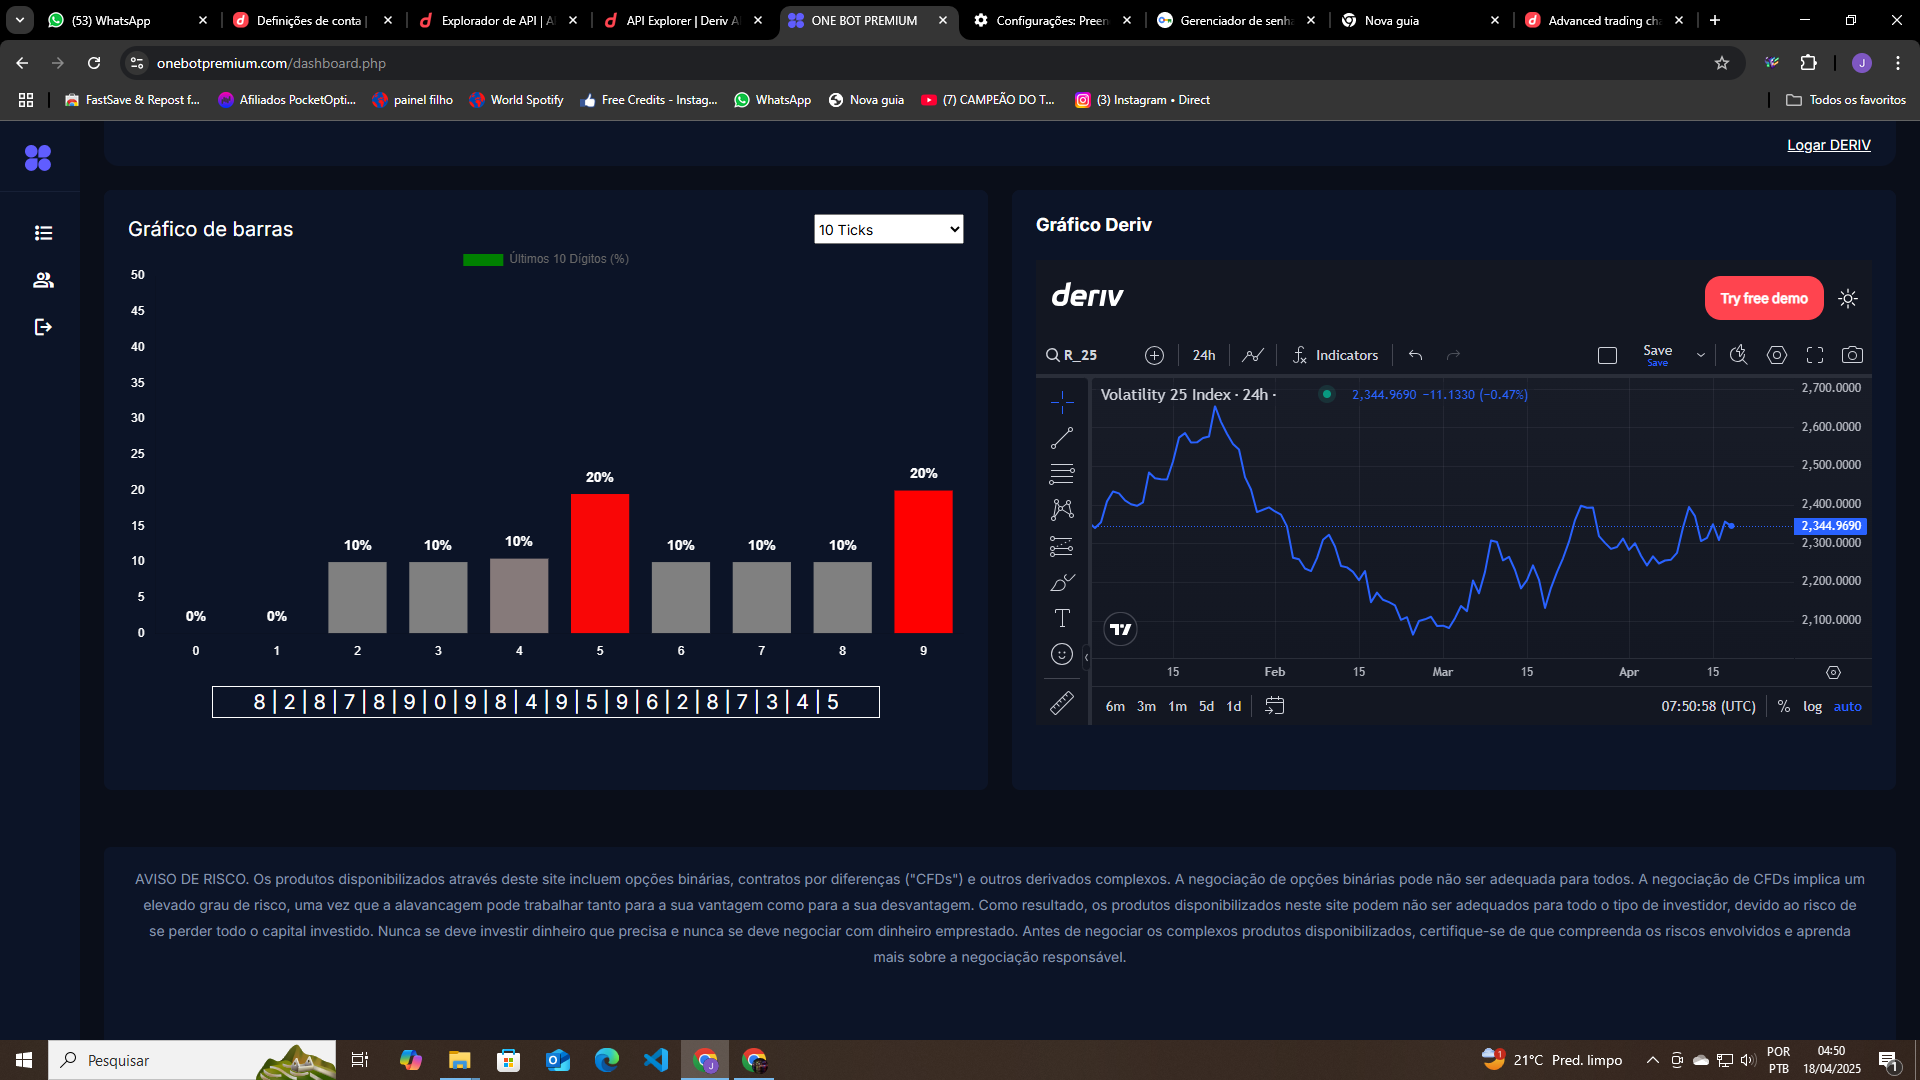 (53) WhatsApp
Definições de conta |
Explorador de API | A
API Explorer | Deriv A
ONE BOT PREMIUM
Configurações: Preen
Gerenciador de senha
Nova guia
Advanced trading cha
onebotpremium.com/dashboard.php
J
FastSave & Repost f...
Afiliados PocketOpti...
painel filho
World Spotify
Free Credits - Instag...
WhatsApp
Nova guia
(7) CAMPEÃO DO T...
(3) Instagram • Direct
Todos os favoritos
Logar DERIV
Gráfico de barras
10 Ticks
Últimos 10 Dígitos (%)
50
45
40
35
30
25
20
15
10
5
0
0%
0%
10%
10%
10%
20%
10%
10%
10%
20%
0 1 2 3 4 5 6 7 8 9
8 | 2 | 8 | 7 | 8 | 9 | 0 | 9 | 8 | 4 | 9 | 5 | 9 | 6 | 2 | 8 | 7 | 3 | 4 | 5
Gráfico Deriv
deriv
Try free demo
R_25
24h
Indicators
Save
Save
Volatility 25 Index · 24h ·
2,344.9690 −11.1330 (−0.47%)
2,700.0000
2,600.0000
2,500.0000
2,400.0000
2,344.9690
2,300.0000
2,200.0000
2,100.0000
15 Feb 15 Mar 15 Apr 15
6m 3m 1m 5d 1d
07:50:58 (UTC)
% log auto
AVISO DE RISCO. Os produtos disponibilizados através deste site incluem opções binárias, contratos por diferenças ("CFDs") e outros derivados complexos. A negociação de opções binárias pode não ser adequada para todos. A negociação de CFDs implica um
elevado grau de risco, uma vez que a alavancagem pode trabalhar tanto para a sua vantagem como para a sua desvantagem. Como resultado, os produtos disponibilizados neste site podem não ser adequados para todo o tipo de investidor, devido ao risco de
se perder todo o capital investido. Nunca se deve investir dinheiro que precisa e nunca se deve negociar com dinheiro emprestado. Antes de negociar os complexos produtos disponibilizados, certifique-se de que compreenda os riscos envolvidos e aprenda
mais sobre a negociação responsável.
Pesquisar
21°C Pred. limpo
POR
PTB
04:50
18/04/2025